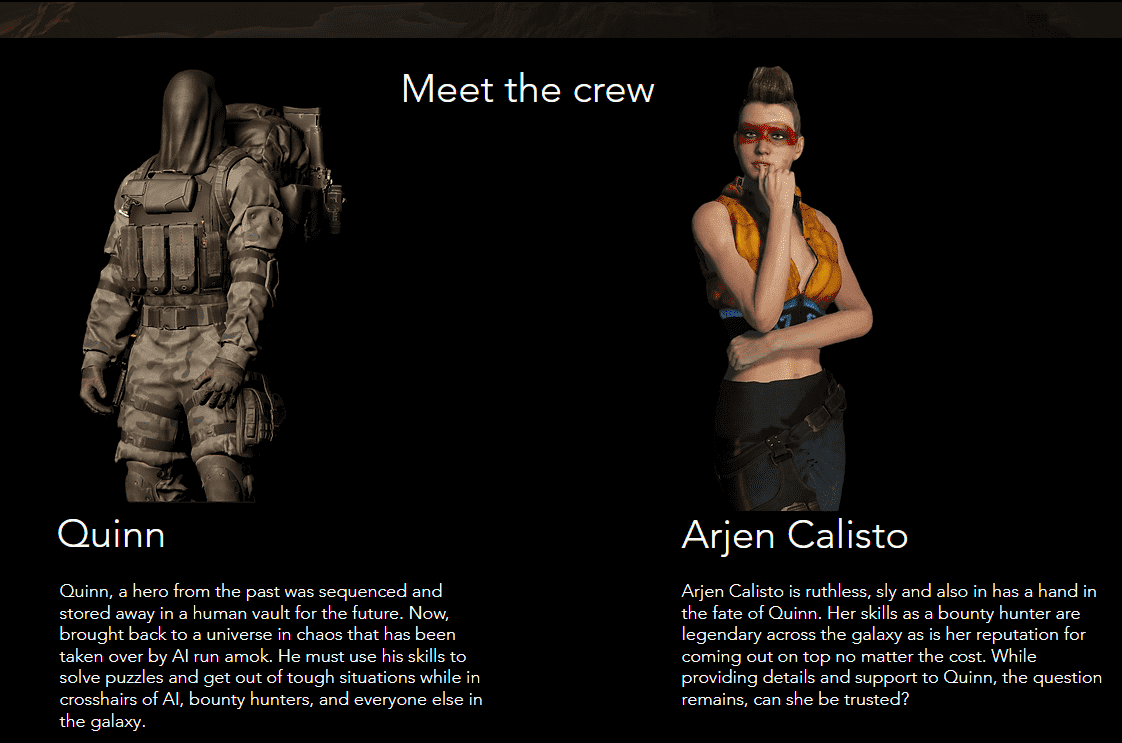 Meet the crew
Quinn
Quinn, a hero from the past was sequenced and
stored away in a human vault for the future. Now,
brought back to a universe in chaos that has been
taken over by AI run amok. He must use his skills to
solve puzzles and get out of tough situations while in
crosshairs of AI, bounty hunters, and everyone else in
the galaxy.
Arjen Calisto
Arjen Calisto is ruthless, sly and also in has a hand in
the fate of Quinn. Her skills as a bounty hunter are
legendary across the galaxy as is her reputation for
coming out on top no matter the cost. While
providing details and support to Quinn, the question
remains, can she be trusted?